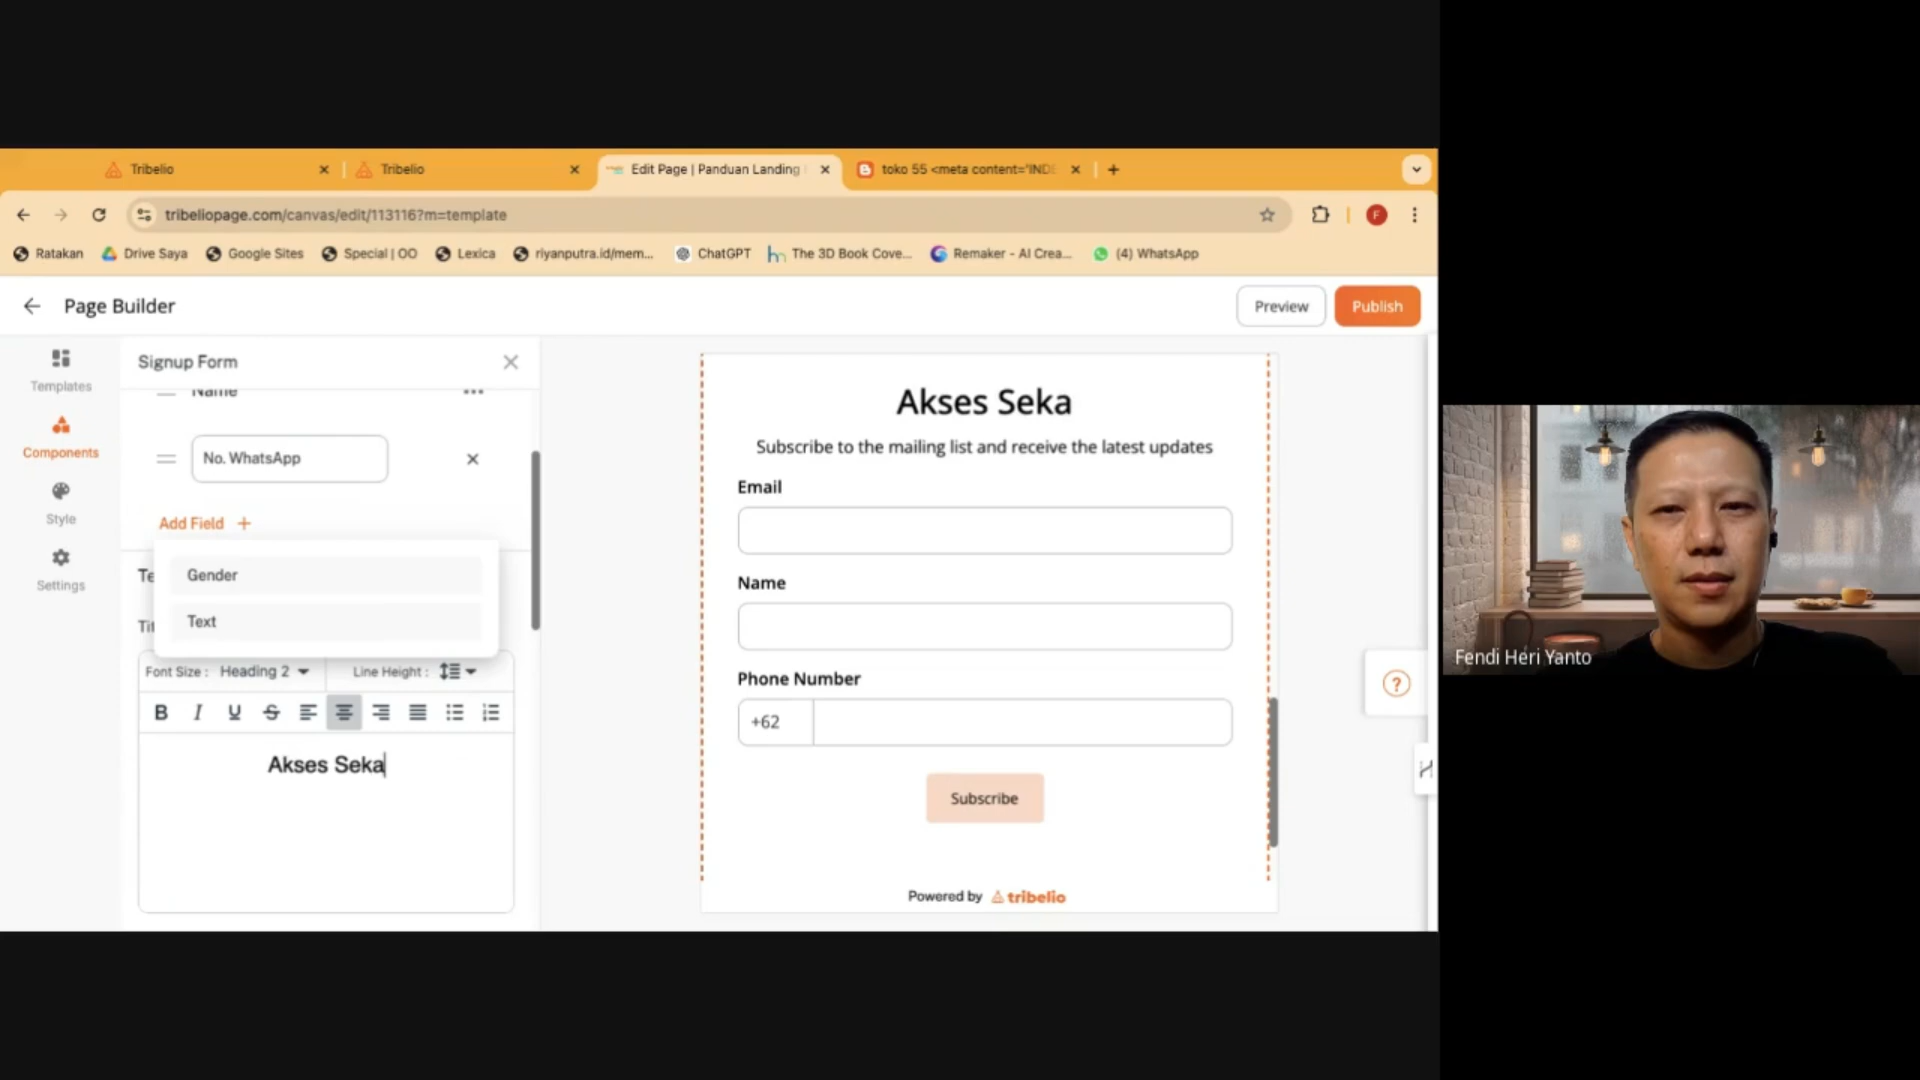 Tribelio
Tribelio
Edit Page | Panduan Landing
toko 55 <meta content='INDE
tribeliopage.com/canvas/edit/113116?m=template
F
Ratakan
Drive Saya
Google Sites
Special | OO
Lexica
riyanputra.id/mem...
ChatGPT
The 3D Book Cove...
Remaker - AI Crea...
(4) WhatsApp
Page Builder
Preview
Publish
Templates
Components
Style
Settings
Signup Form
Name
No. WhatsApp
Add Field +
Gender
Text
Te
Tit
Font Size : Heading 2
Line Height :
B I U S
Akses Seka
Akses Seka
Subscribe to the mailing list and receive the latest updates
Email
Name
Phone Number
+62
Subscribe
Powered by tribelio
?
Fendi Heri Yanto